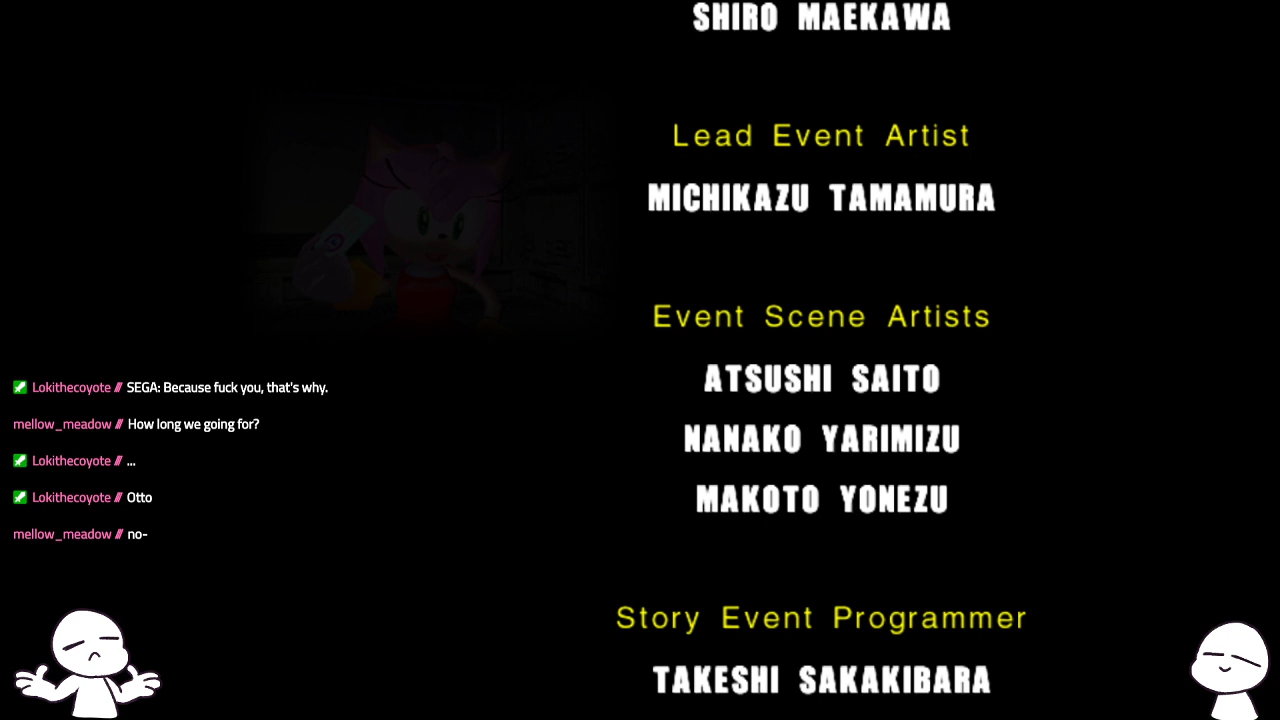 SHIRO MAEKAWA
Lead Event Artist
MICHIKAZU TAMAMURA
Event Scene Artists
ATSUSHI SAITO
NANAKO YARIMIZU
MAKOTO YONEZU
Story Event Programmer
TAKESHI SAKAKIBARA
Lokithecoyote // SEGA: Because fuck you, that's why.
mellow_meadow // How long we going for?
Lokithecoyote // ...
Lokithecoyote // Otto
mellow_meadow // no-